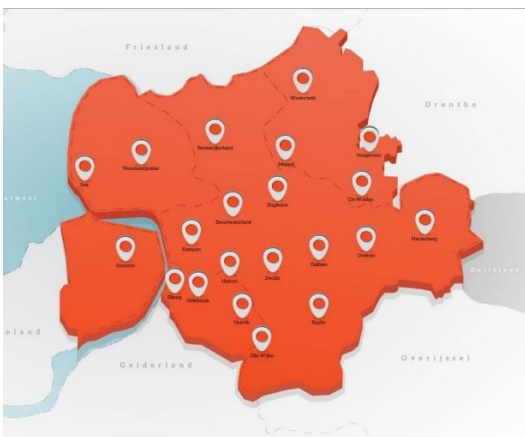 Friesland
Westerveld
Drenthe
Steenwijkerland
Hoogeveen
Meppel
Noordoostpolder
Urk
De Wolden
Staphorst
Zwartewaterland
Hardenberg
Kampen
Ommen
Dronten
Dalfsen
Hattem
Zwolle
Duitsland
Elburg
Oldebroek
Heerde
Raalte
Olst-Wijhe
Overijssel
Gelderland